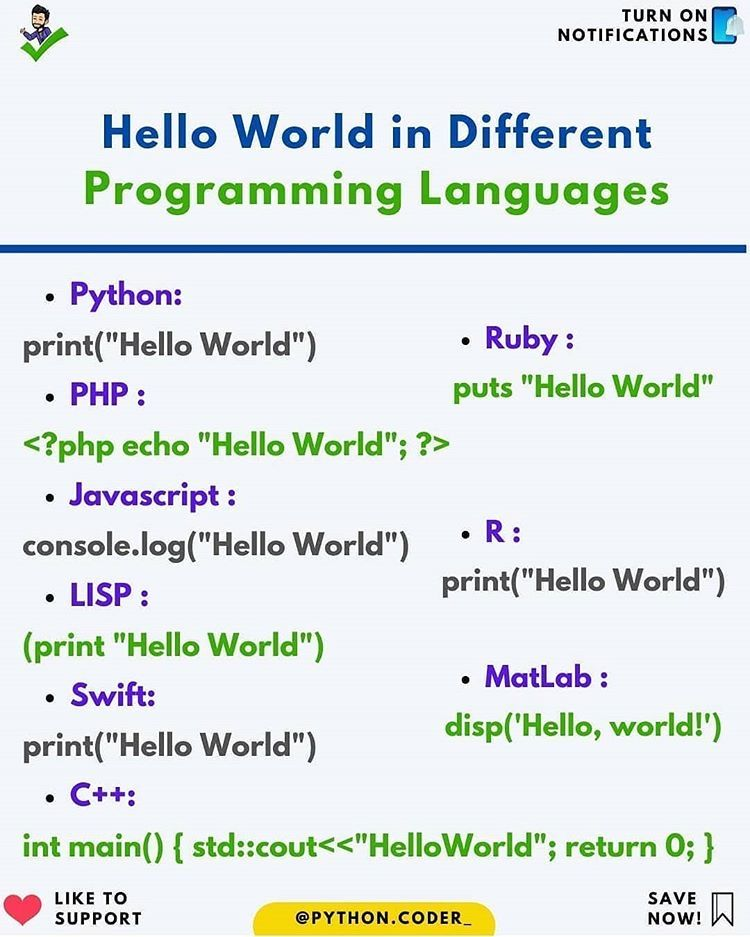 TURN ON
NOTIFICATIONS
Hello World in Different
Programming Languages
• Python:
print("Hello World")
• PHP :
<?php echo "Hello World"; ?>
• Javascript :
console.log("Hello World")
• LISP :
(print "Hello World")
• Swift:
print("Hello World")
• C++:
int main() { std::cout<<"HelloWorld"; return 0; }
• Ruby :
puts "Hello World"
• R :
print("Hello World")
• MatLab :
disp('Hello, world!')
LIKE TO
SUPPORT
@PYTHON.CODER_
SAVE
NOW!